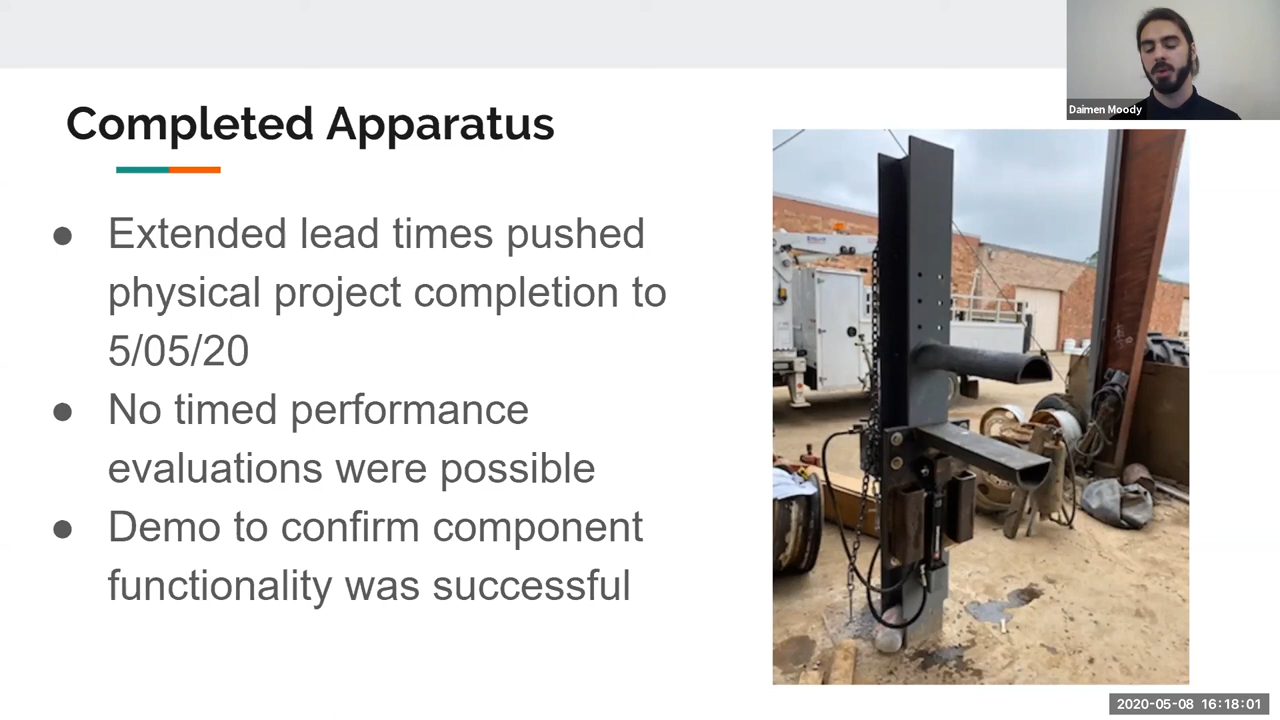 Completed Apparatus
Daimen Moody
● Extended lead times pushed
physical project completion to
5/05/20
● No timed performance
evaluations were possible
● Demo to confirm component
functionality was successful
2020-05-08 16:18:01